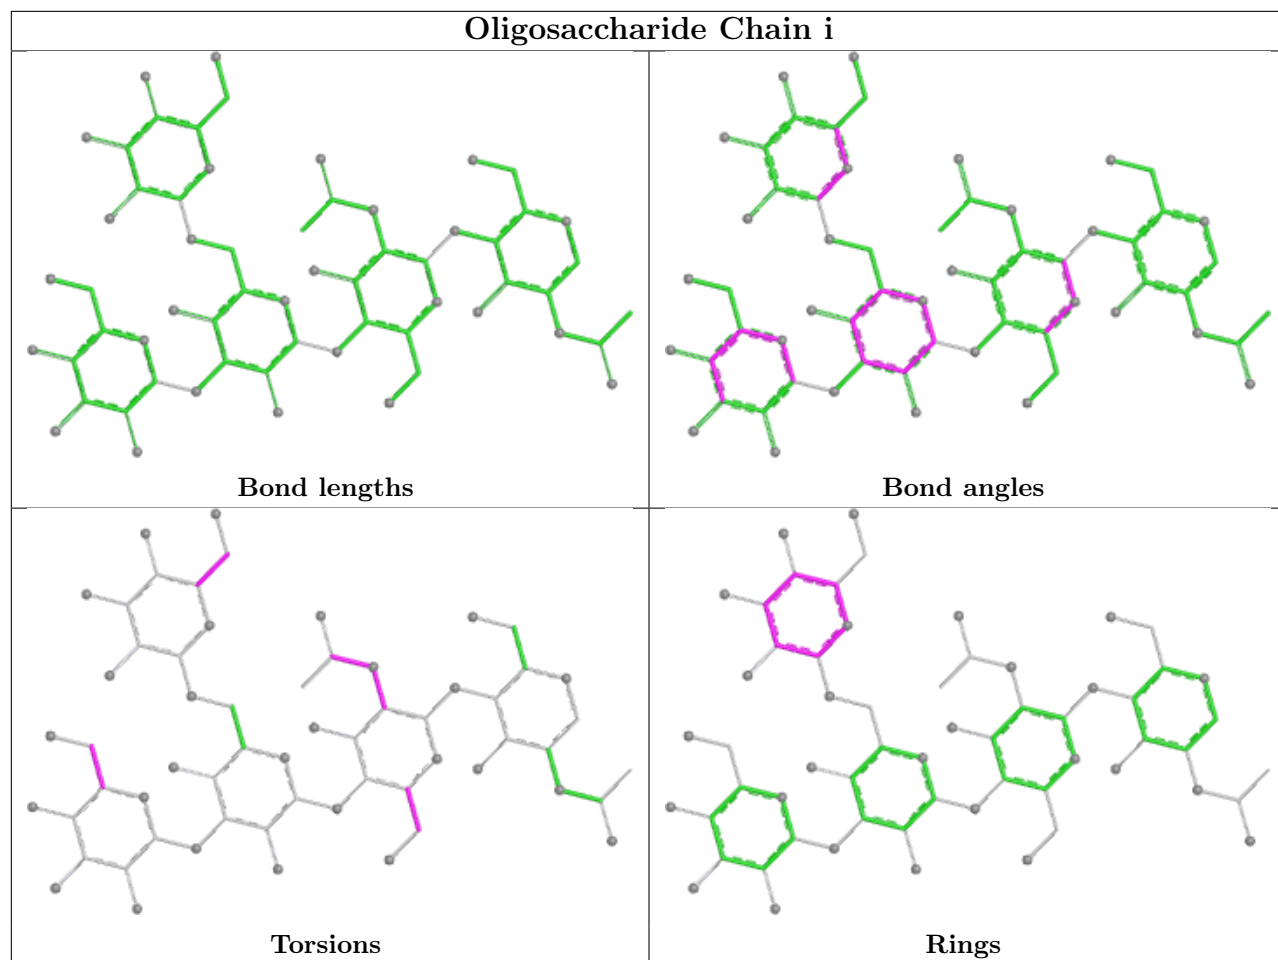 Oligosaccharide Chain i
Bond lengths
Bond angles
Torsions
Rings